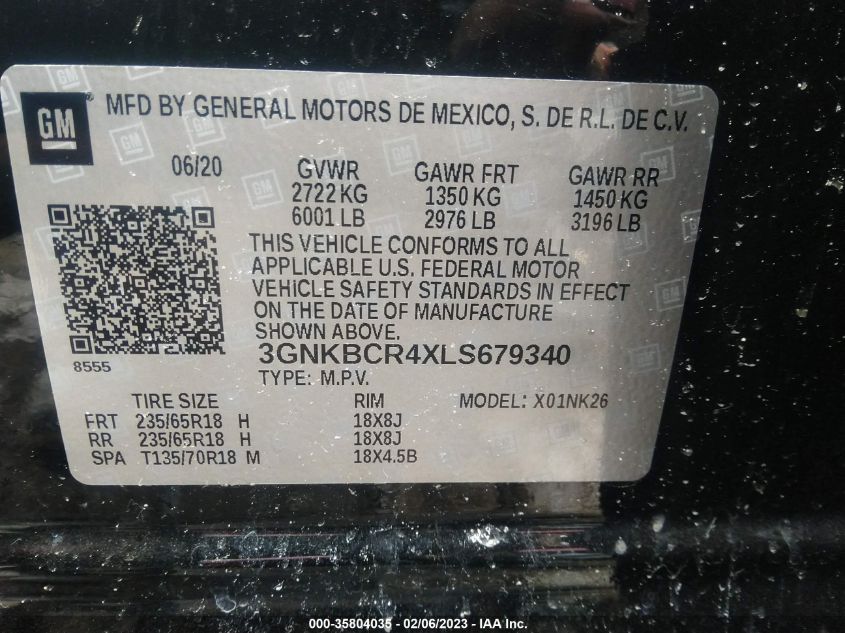 GM
MFD BY GENERAL MOTORS DE MEXICO, S. DE R.L. DE C.V.
06/20 GVWR GAWR FRT GAWR RR
2722 KG 1350 KG 1450 KG
6001 LB 2976 LB 3196 LB
THIS VEHICLE CONFORMS TO ALL
APPLICABLE U.S. FEDERAL MOTOR
VEHICLE SAFETY STANDARDS IN EFFECT
ON THE DATE OF MANUFACTURE
SHOWN ABOVE.
8555 3GNKBCR4XLS679340
TYPE: M.P.V.
TIRE SIZE RIM MODEL: X01NK26
FRT 235/65R18 H 18X8J
RR 235/65R18 H 18X8J
SPA T135/70R18 M 18X4.5B
000-35804035 - 02/06/2023 - IAA Inc.